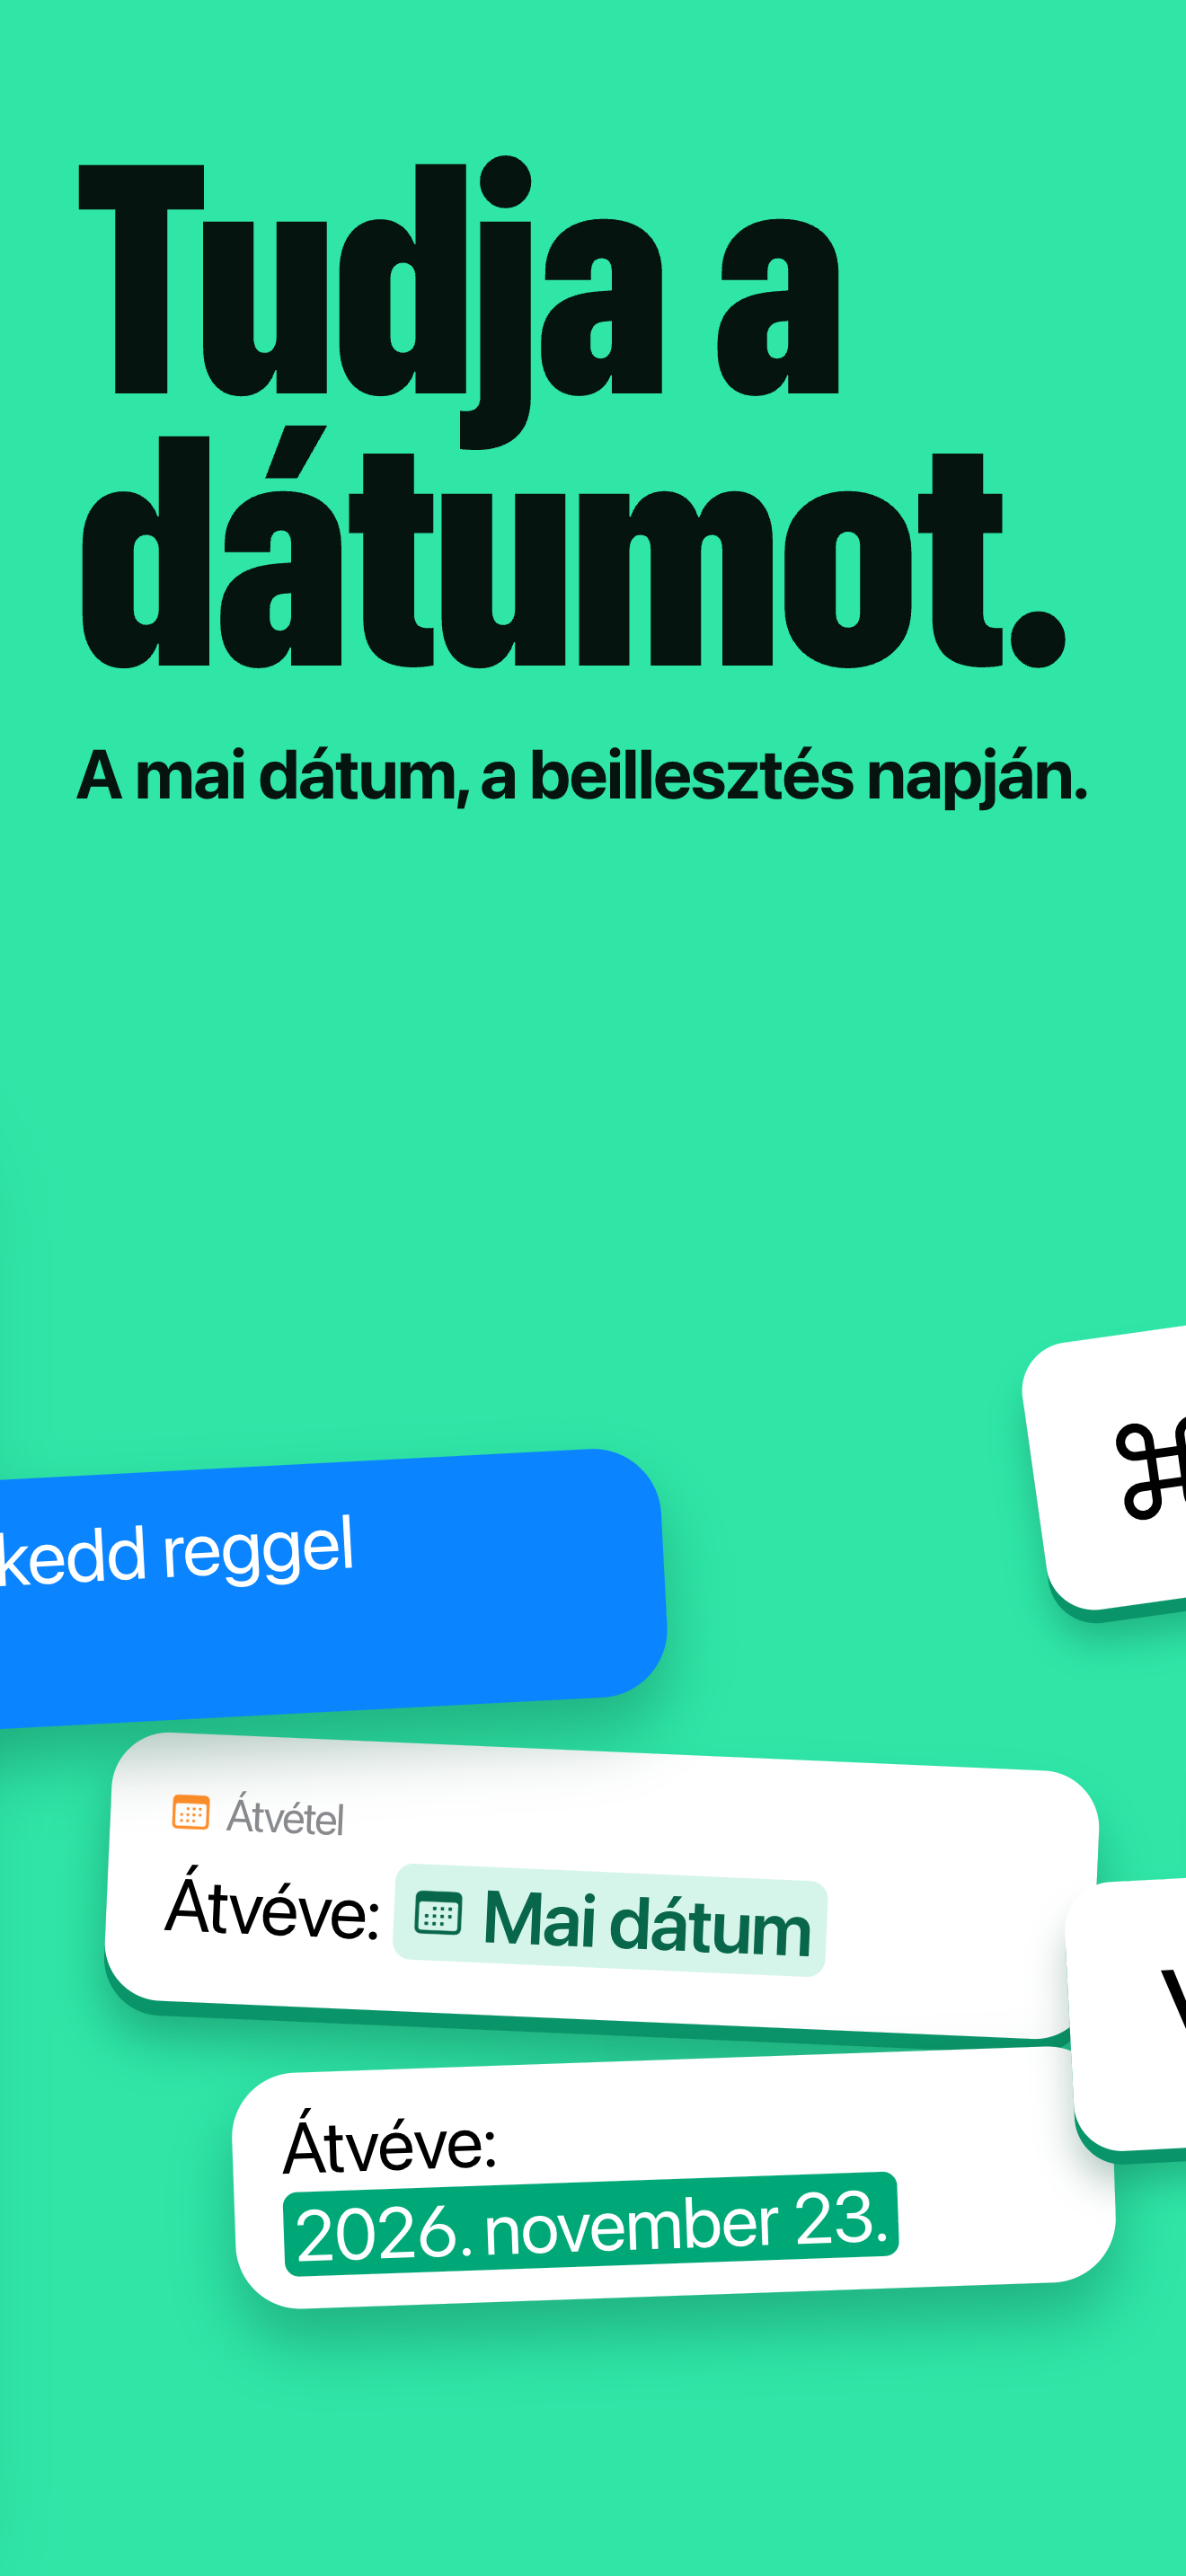 Tudja a
dátumot.
A mai dátum, a beillesztés napján.
⌘
kedd reggel
Átvétel
Átvéve: Mai dátum
Átvéve:
2026. november 23.